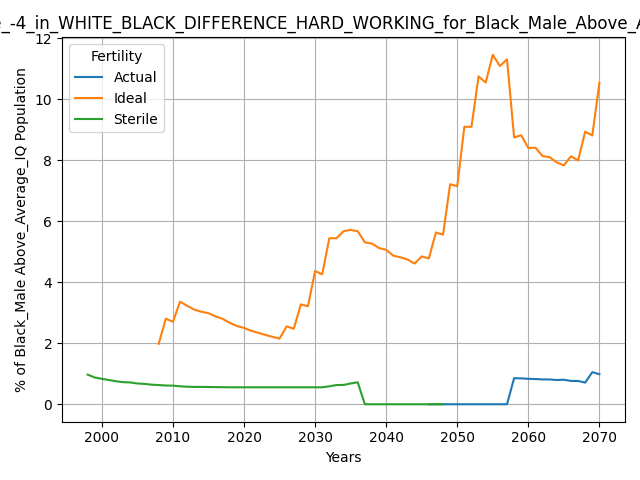 _-4_in_WHITE_BLACK_DIFFERENCE_HARD_WORKING_for_Black_Male_Above_A
Fertility
Actual
Ideal
Sterile
% of Black_Male Above_Average_IQ Population
12
10
8
6
4
2
0
2000 2010 2020 2030 2040 2050 2060 2070
Years